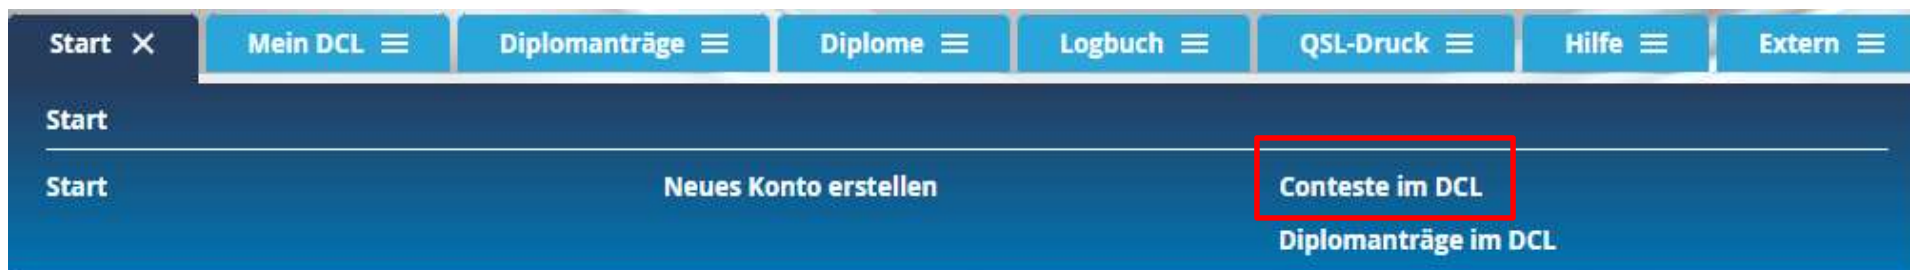 Start Mein DCL Diplomanträge Diplome Logbuch QSL-Druck Hilfe Extern
Start
Start Neues Konto erstellen Conteste im DCL
Diplomanträge im DCL